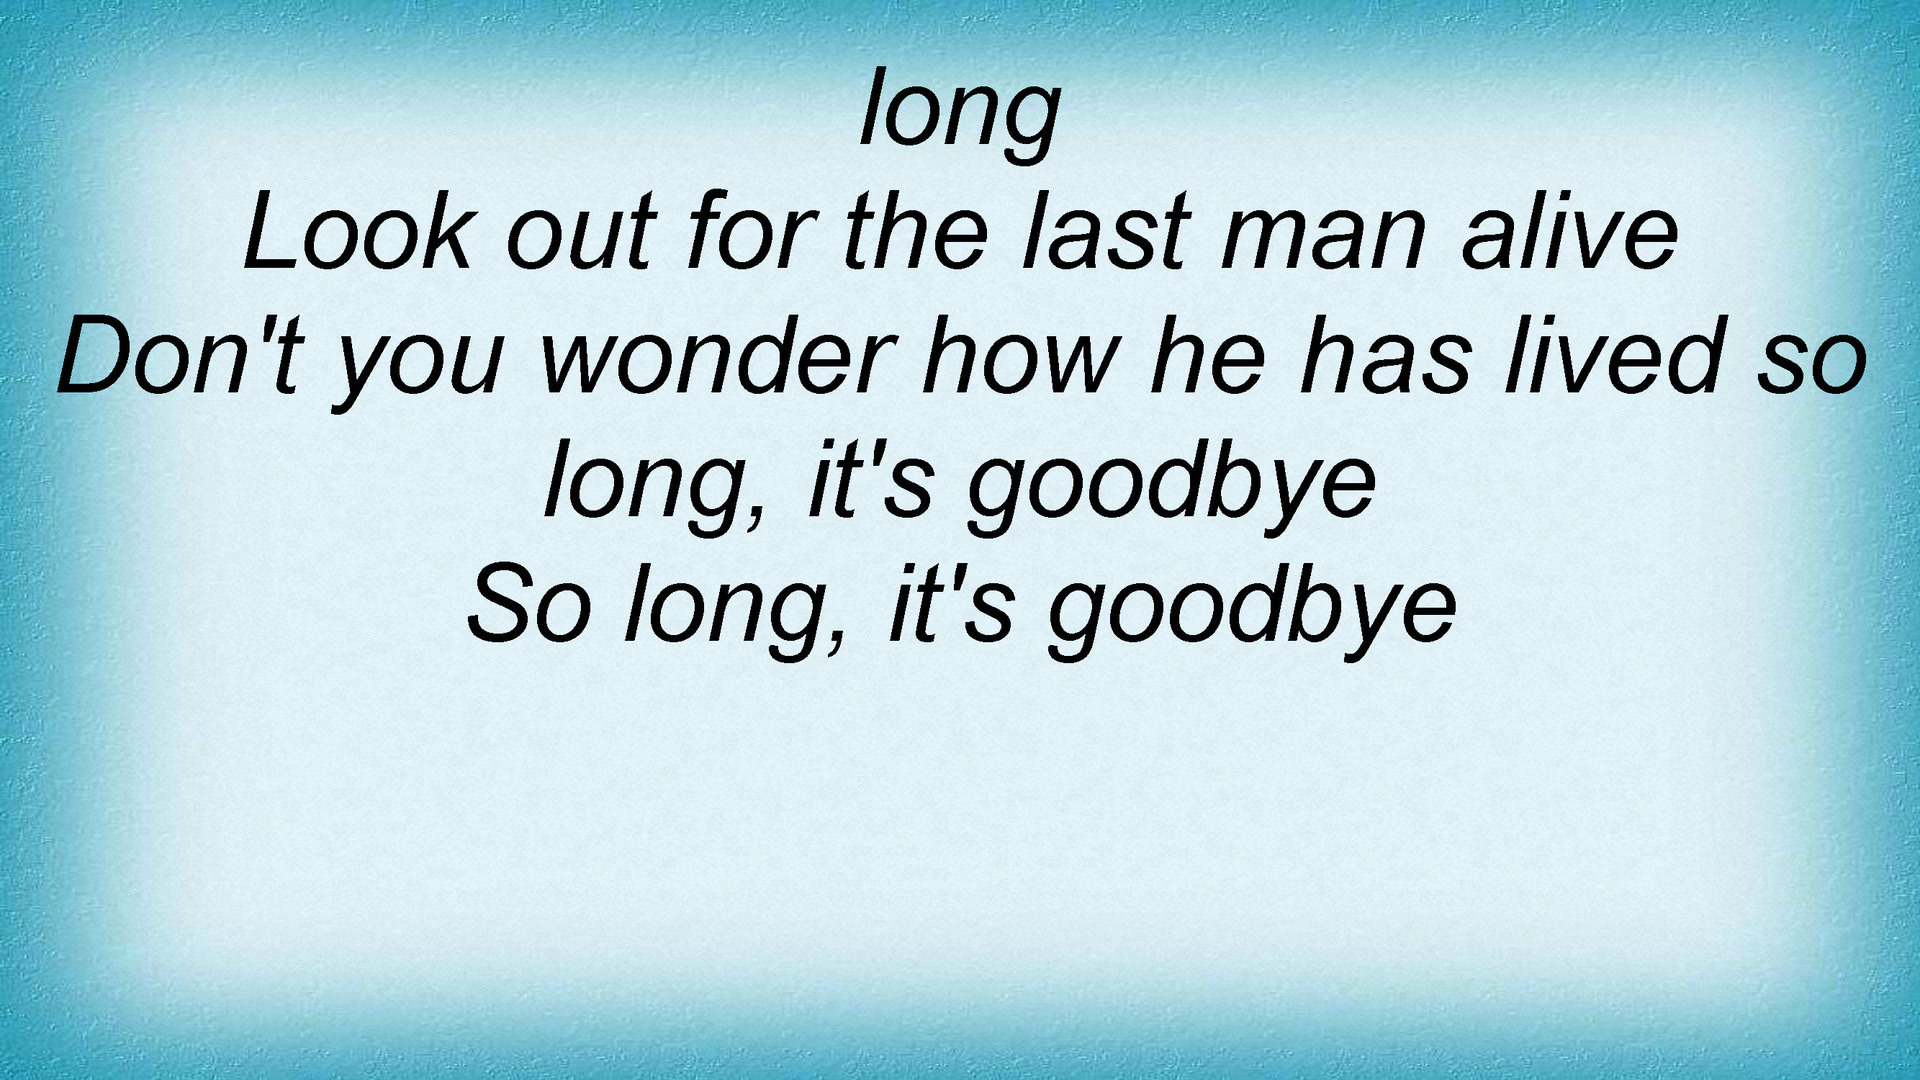 long
Look out for the last man alive
Don't you wonder how he has lived so
long, it's goodbye
So long, it's goodbye